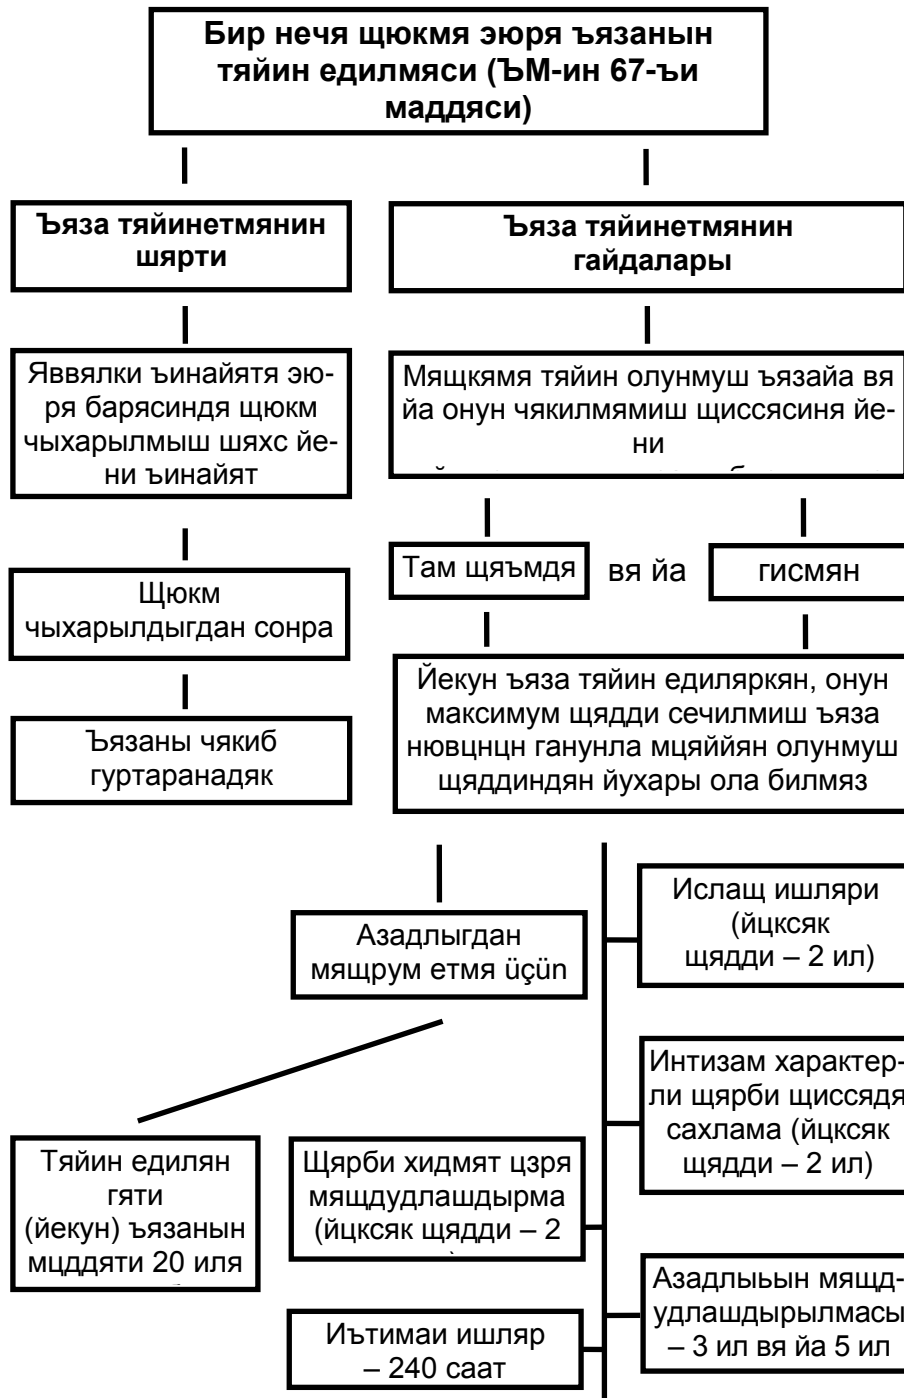 Бир нечя щюкмя эюря ъязанын
тяйин едилмяси (ЪМ-ин 67-ъи
маддяси)
Ъяза тяйинетмянин
шярти
Ъяза тяйинетмянин
гайдалары
Яввялки ъинайятя эю-
ря барясиндя щюкм
чыхарылмыш шяхс йе-
ни ъинайят
Мящкямя тяйин олунмуш ъязайа вя
йа онун чякилмямиш щиссясиня йе-
ни
Там щяъмдя
вя йа
гисмян
Щюкм
чыхарылдыгдан сонра
Йекун ъяза тяйин едиляркян, онун
максимум щядди сечилмиш ъяза
нювцнцн ганунла мцяййян олунмуш
щяддиндян йухары ола билмяз
Ъязаны чякиб
гуртаранадяк
Азадлыгдан
мящрум етмя üçün
Ислащ ишляри
(йцксяк
щядди – 2 ил)
Интизам характер-
ли щярби щиссядя
сахлама (йцксяк
щядди – 2 ил)
Тяйин едилян
гяти
(йекун) ъязанын
мцддяти 20 иля
Щярби хидмят цзря
мящдудлашдырма
(йцксяк щядди – 2
Азадлыьын мящд-
удлашдырылмасы
– 3 ил вя йа 5 ил
Иътимаи ишляр
– 240 саат